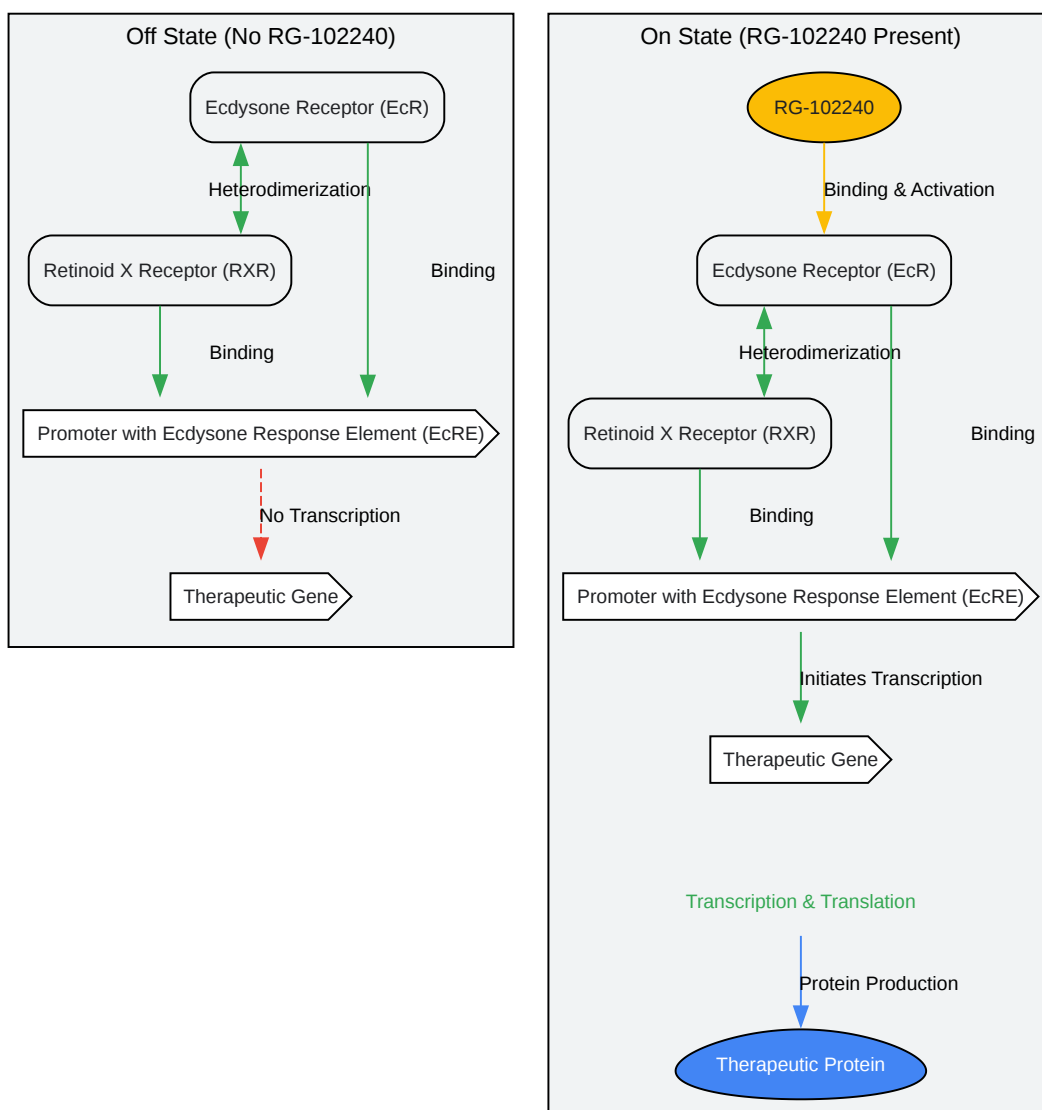 Off State (No RG-102240)
Ecdysone Receptor (EcR)
Heterodimerization
Retinoid X Receptor (RXR)
Binding
Binding
Promoter with Ecdysone Response Element (EcRE)
No Transcription
Therapeutic Gene
On State (RG-102240 Present)
RG-102240
Binding & Activation
Ecdysone Receptor (EcR)
Heterodimerization
Retinoid X Receptor (RXR)
Binding
Binding
Promoter with Ecdysone Response Element (EcRE)
Initiates Transcription
Therapeutic Gene
Transcription & Translation
Protein Production
Therapeutic Protein